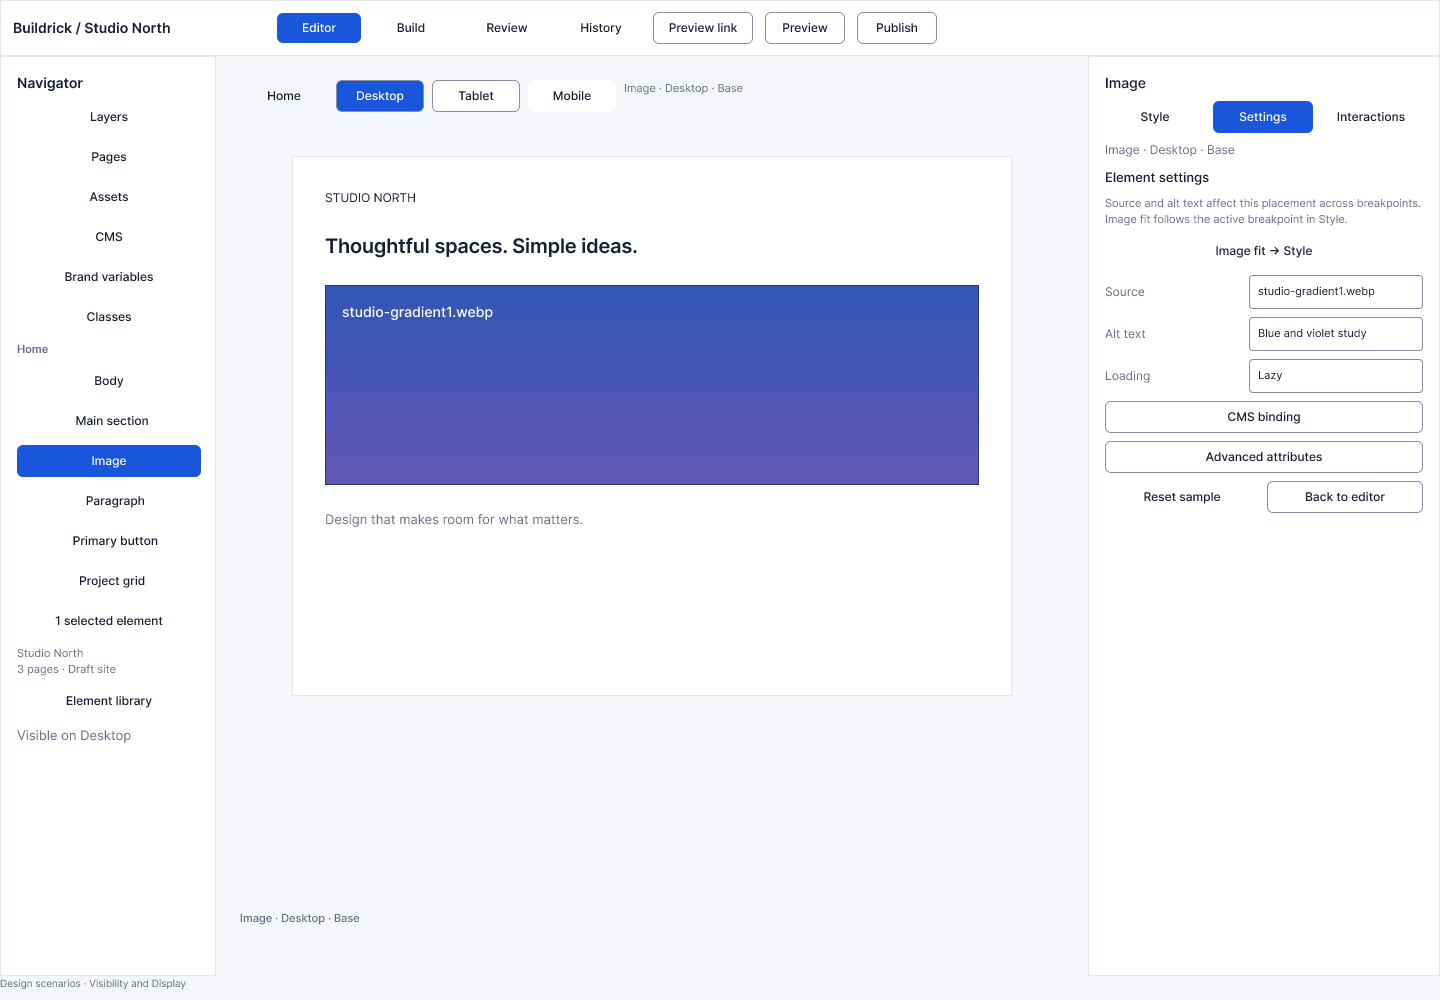 Buildrick / Studio North
Editor
Build
Review
History
Preview link
Preview
Publish
Navigator
Layers
Pages
Assets
CMS
Brand variables
Classes
Home
Body
Main section
Image
Paragraph
Primary button
Project grid
1 selected element
Studio North
3 pages · Draft site
Element library
Visible on Desktop
Home
Desktop
Tablet
Mobile
Image · Desktop · Base
STUDIO NORTH
Thoughtful spaces. Simple ideas.
studio-gradient1.webp
Design that makes room for what matters.
Image · Desktop · Base
Image
Style
Settings
Interactions
Image · Desktop · Base
Element settings
Source and alt text affect this placement across breakpoints.
Image fit follows the active breakpoint in Style.
Image fit → Style
Source
studio-gradient1.webp
Alt text
Blue and violet study
Loading
Lazy
CMS binding
Advanced attributes
Reset sample
Back to editor
Design scenarios · Visibility and Display